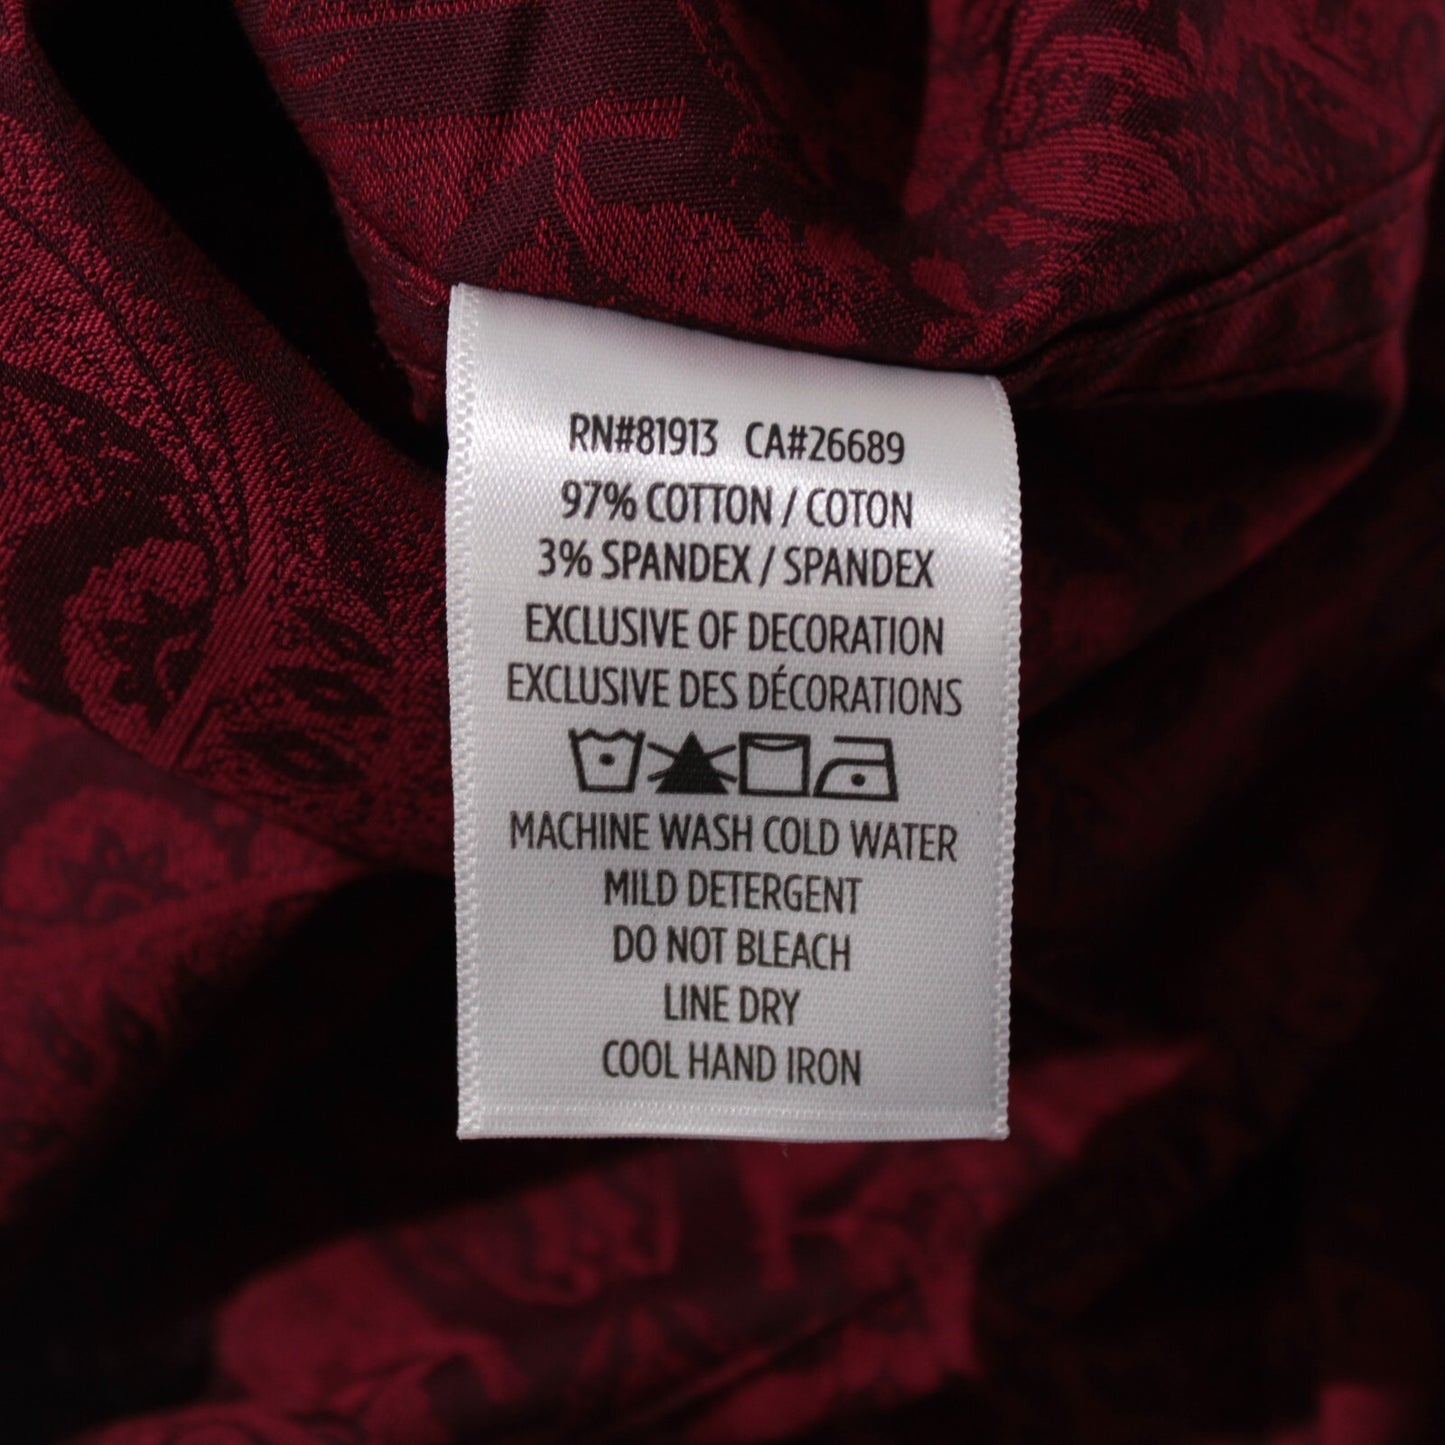 RN#81913 CA#26689
97% COTTON / COTON
3% SPANDEX / SPANDEX
EXCLUSIVE OF DECORATION
EXCLUSIVE DES DÉCORATIONS
MACHINE WASH COLD WATER
MILD DETERGENT
DO NOT BLEACH
LINE DRY
COOL HAND IRON